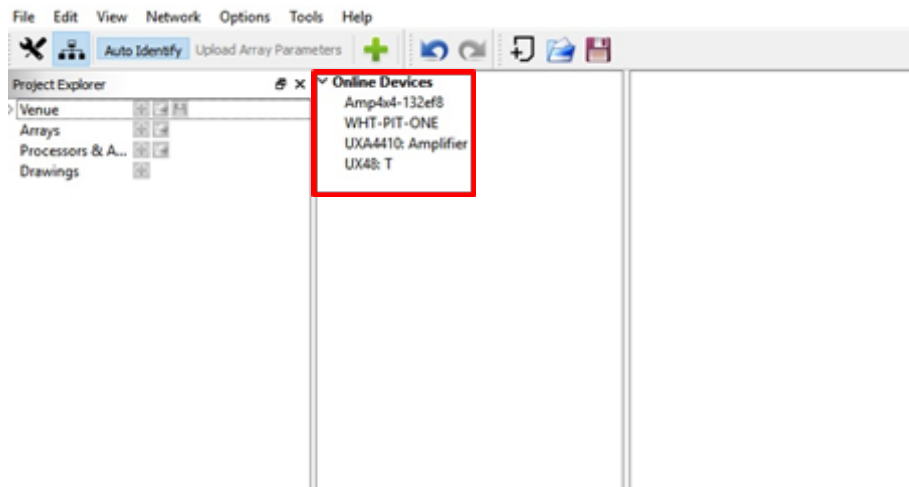 File Edit View Network Options Tools Help
Auto Identify Upload Array Parameters
Project Explorer
Venue
Arrays
Processors & A...
Drawings
Online Devices
Amp4x4-132ef8
WHT-PIT-ONE
UXA4410: Amplifier
UX48: T